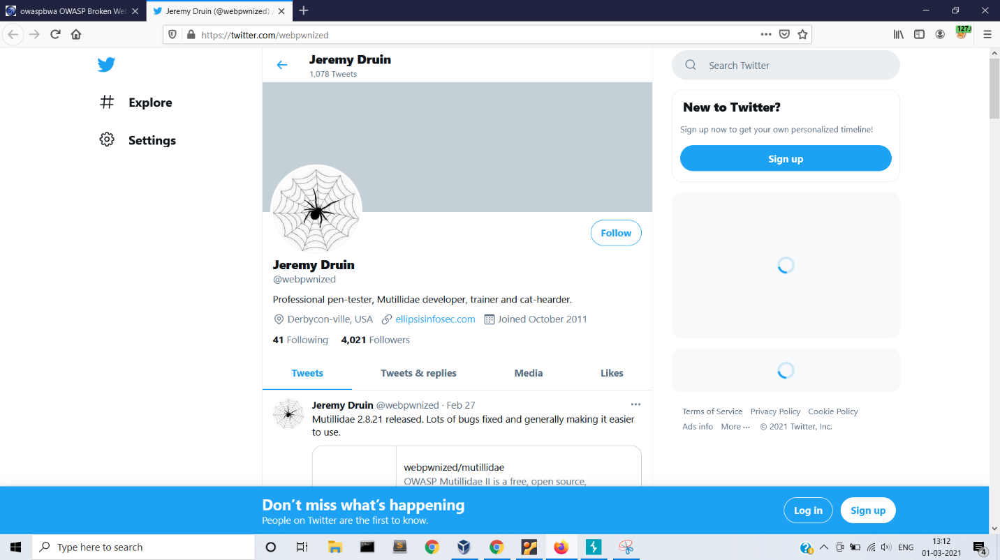 owaspbwa OWASP Broken Web
Jeremy Druin (@webpwnized) /
https://twitter.com/webpwnized
127.
Explore
Settings
Jeremy Druin
1,078 Tweets
Follow
Jeremy Druin
@webpwnized
Professional pen-tester, Mutillidae developer, trainer and cat-hearder.
Derbycon-ville, USA ellipsisinfosec.com Joined October 2011
41 Following 4,021 Followers
Tweets Tweets & replies Media Likes
Jeremy Druin @webpwnized · Feb 27
Mutillidae 2.8.21 released. Lots of bugs fixed and generally making it easier
to use.
webpwnized/mutillidae
OWASP Mutillidae II is a free, open source,
Search Twitter
New to Twitter?
Sign up now to get your own personalized timeline!
Sign up
Terms of Service Privacy Policy Cookie Policy
Ads info More ··· © 2021 Twitter, Inc.
Don’t miss what’s happening
People on Twitter are the first to know.
Log in Sign up
Type here to search
ENG
13:12
01-03-2021
4